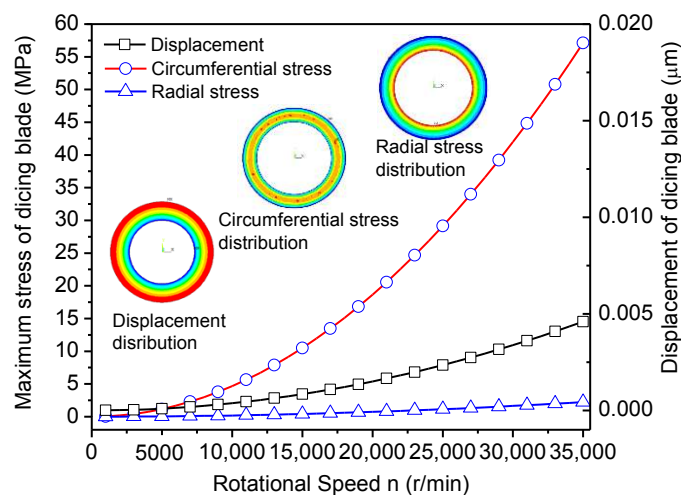 60
55
50
45
40
35
30
25
20
15
10
5
0
Maximum stress of dicing blade (MPa)
Displacement
Circumferential stress
Radial stress
Radial stress
distribution
Circumferential stress
distribution
Displacement
disribution
0.020
0.015
0.010
0.005
0.000
Displacement of dicing blade (μm)
0 5000 10,000 15,000 20,000 25,000 30,000 35,000
Rotational Speed n (r/min)